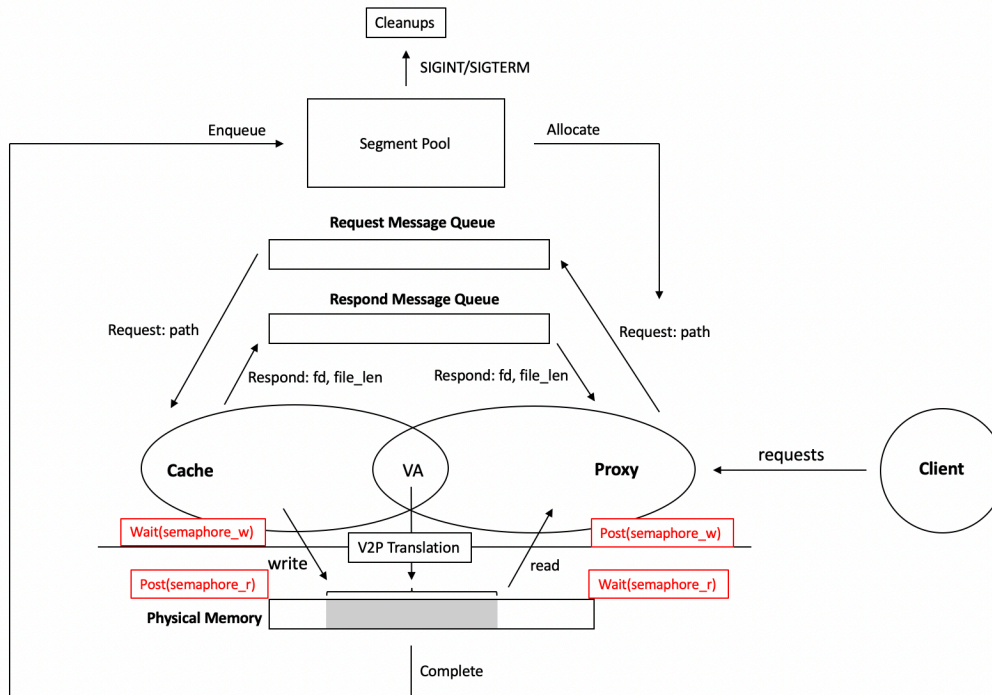 Cleanups
SIGINT/SIGTERM
Enqueue
Segment Pool
Allocate
Request Message Queue
Respond Message Queue
Request: path
Request: path
Respond: fd, file_len
Respond: fd, file_len
Cache
VA
Proxy
requests
Client
Wait(semaphore_w)
Post(semaphore_w)
V2P Translation
write
read
Post(semaphore_r)
Wait(semaphore_r)
Physical Memory
Complete